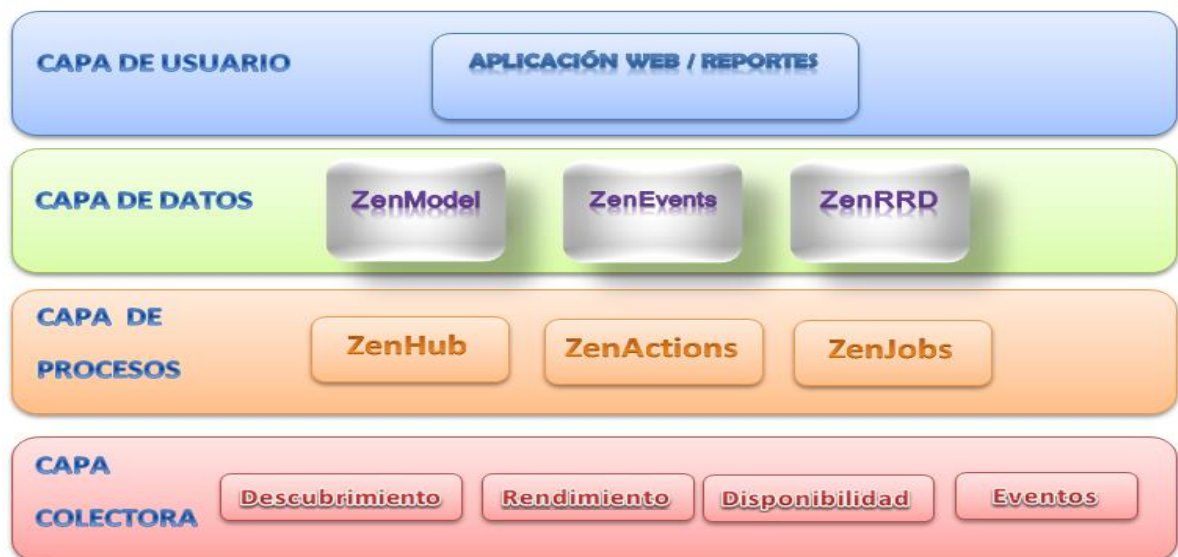 CAPA DE USUARIO
APLICACIÓN WEB / REPORTES
CAPA DE DATOS
ZenModel
ZenEvents
ZenRRD
CAPA DE
PROCESOS
ZenHub
ZenActions
ZenJobs
CAPA
COLECTORA
Descubrimiento
Rendimiento
Disponibilidad
Eventos